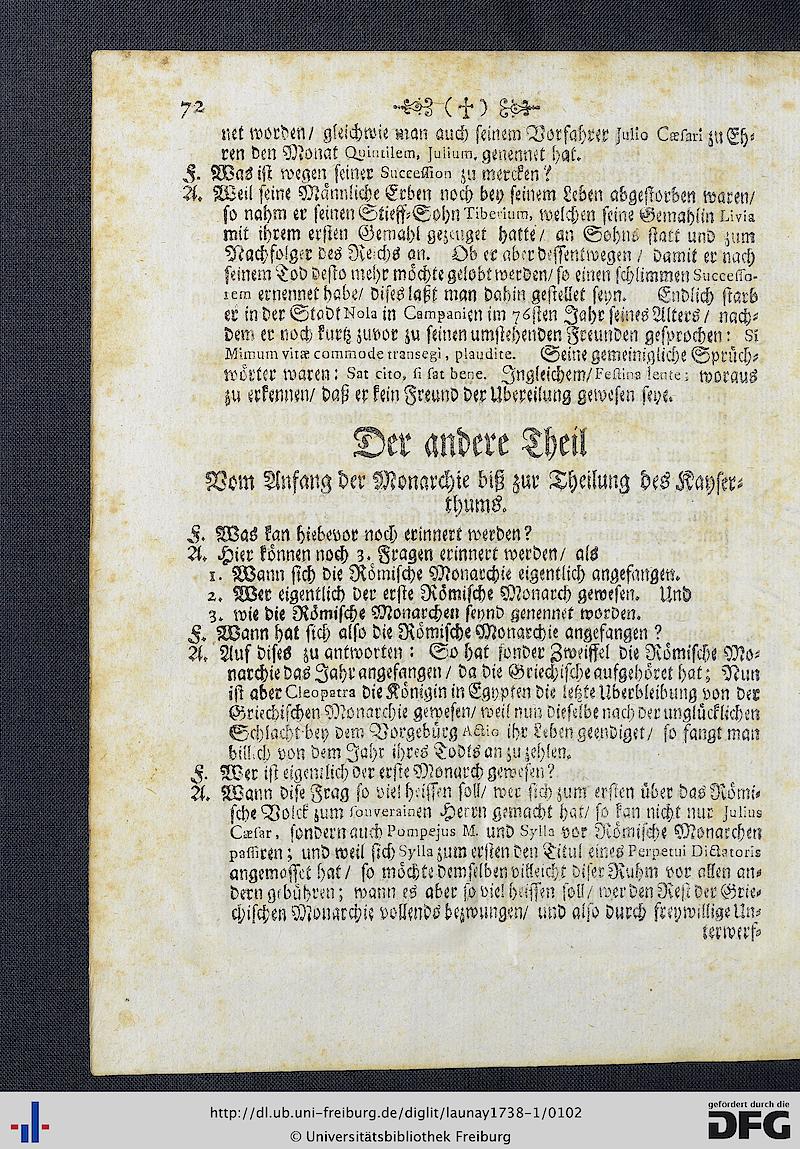 72 ( † )
net worden/ gleichwie man auch seinem Vorfahrer Julio Cæsari zu Eh-
ren den Monat Quintilem, Julium, genennet hat.
F. Was ist wegen seiner Succession zu mercken?
A. Weil seine Männliche Erben noch bey seinem Leben abgestorben waren/
so nahm er seinen Stieff-Sohn Tiberium, welchen seine Gemahlin Livia
mit ihrem ersten Gemahl gezeuget hatte/ an Sohns statt und zum
Nachfolger des Reichs an. Ob er aber dessentwegen/ damit er nach
seinem Tod desto mehr möchte gelobt werden/ so einen schlimmen Successo-
rem ernennet habe/ dises laßt man dahin gestellet seyn. Endlich starb
er in der Stadt Nola in Campanien im 76sten Jahr seines Alters/ nach-
dem er noch kurtz zuvor zu seinen umstehenden Freunden gesprochen: Si
Mimum vitæ commode transegi, plaudite. Seine gemeinigliche Sprüch-
wörter waren: Sat cito, si sat bene. Ingleichem/ Festina lente; woraus
zu erkennen/ daß er kein Freund der Ubereilung gewesen seye.
Der andere Theil
Vom Anfang der Monarchie biß zur Theilung des Kayser-
thums.
F. Was kan hiebevor noch erinnert werden?
A. Hier können noch 3. Fragen erinnert werden/ als
1. Wann sich die Römische Monarchie eigentlich angefangen.
2. Wer eigentlich der erste Römische Monarch gewesen. Und
3. wie die Römische Monarchen seynd genennet worden.
F. Wann hat sich also die Römische Monarchie angefangen?
A. Auf dises zu antworten: So hat sonder Zweiffel die Römische Mo-
narchie das Jahr angefangen/ da die Griechische aufgehöret hat; Nun
ist aber Cleopatra die Königin in Egypten die letzte Uberbleibung von der
Griechischen Monarchie gewesen/ weil nun dieselbe nach der unglücklichen
Schlacht bey dem Vorgebürg Actio ihr Leben geendiget/ so fangt man
billich von dem Jahr ihres Todts an zu zehlen.
F. Wer ist eigentlich der erste Monarch gewesen?
A. Wann dise Frag so viel heissen soll/ wer sich zum ersten über das Römi-
sche Volck zum souverainen Herrn gemacht hat/ so kan nicht nur Julius
Cæsar, sondern auch Pompejus M. und Sylla vor Römische Monarchen
passiren; und weil sich Sylla zum ersten den Titul eines Perpetui Dictatoris
angemosset hat/ so möchte demselben villeicht diser Ruhm vor allen an-
dern gebühren; wann es aber so viel heissen soll/ wer den Rest der Grie-
chischen Monarchie vollends bezwungen/ und also durch freywillige Un-
terwerf-
http://dl.ub.uni-freiburg.de/diglit/launay1738-1/0102
© Universitätsbibliothek Freiburg
gefördert durch die
DFG